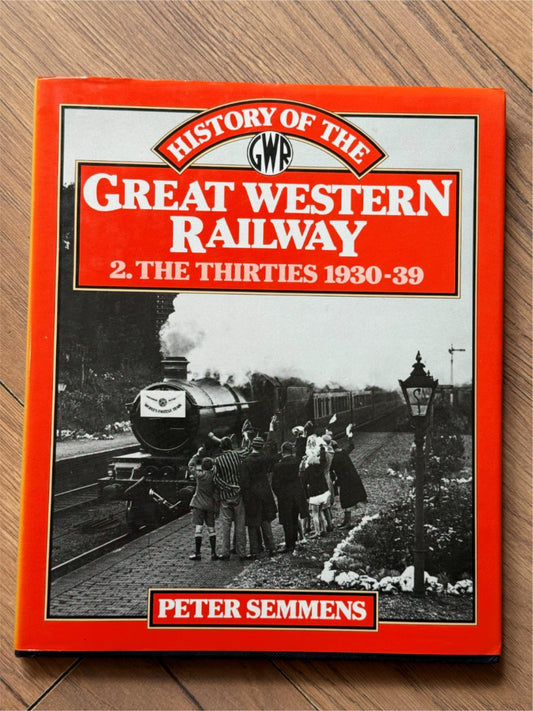 HISTORY OF THE
GWR
GREAT WESTERN
RAILWAY
2. THE THIRTIES 1930-39
PETER SEMMENS